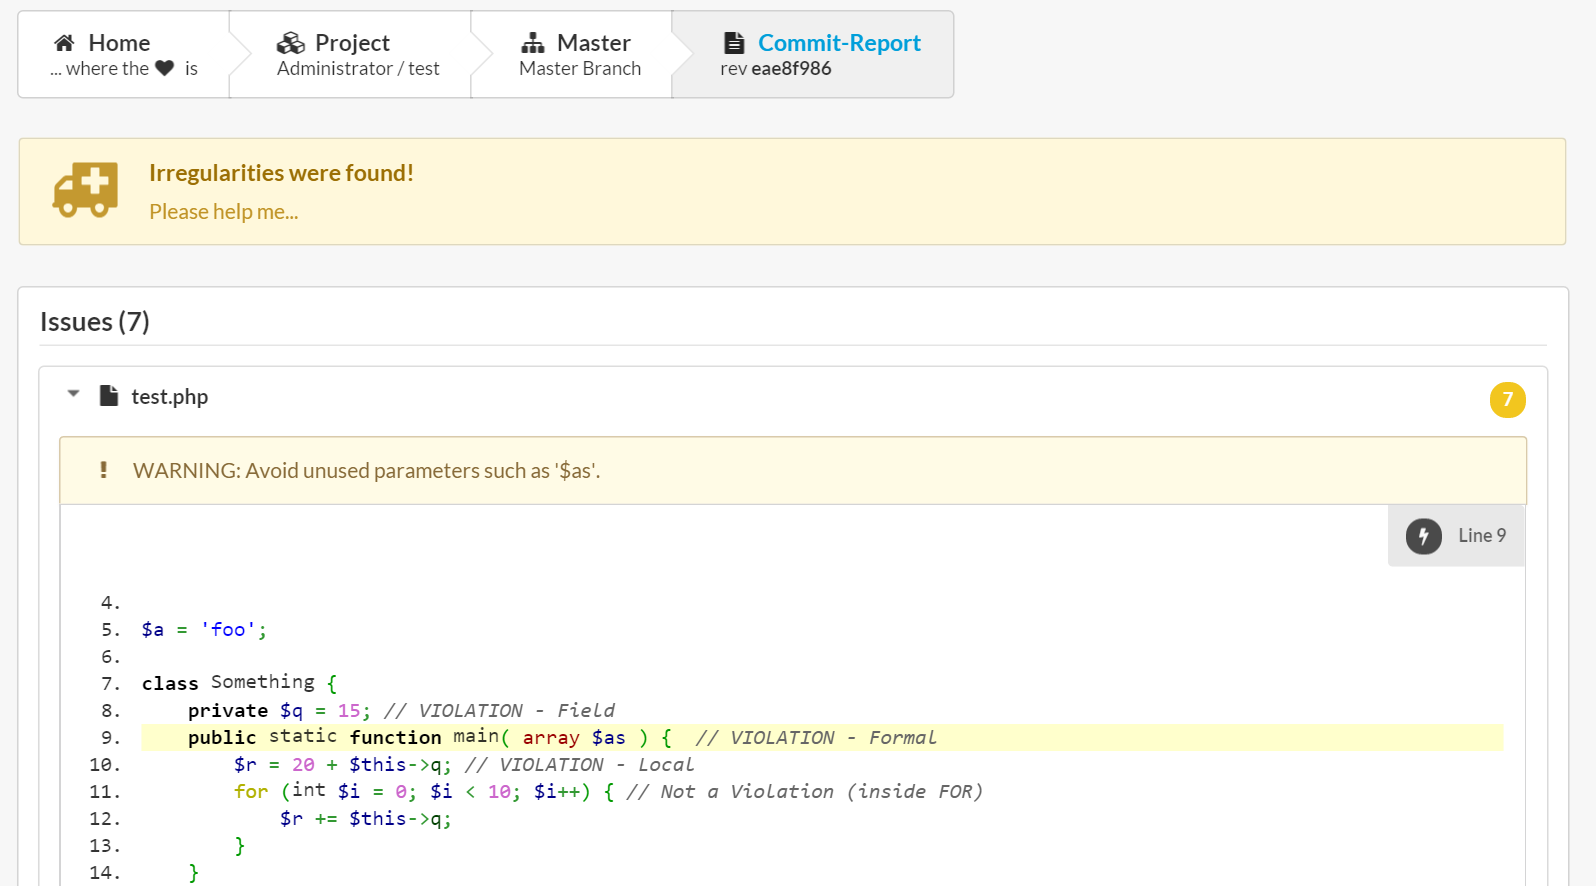 Home
... where the is
Project
Administrator / test
Master
Master Branch
Commit-Report
rev eae8f986
Irregularities were found!
Please help me...
Issues (7)
test.php
7
WARNING: Avoid unused parameters such as '$as'.
Line 9
4.
5. $a = 'foo';
6.
7. class Something {
8. private $q = 15; // VIOLATION - Field
9. public static function main( array $as ) { // VIOLATION - Formal
10. $r = 20 + $this->q; // VIOLATION - Local
11. for (int $i = 0; $i < 10; $i++) { // Not a Violation (inside FOR)
12. $r += $this->q;
13. }
14. }